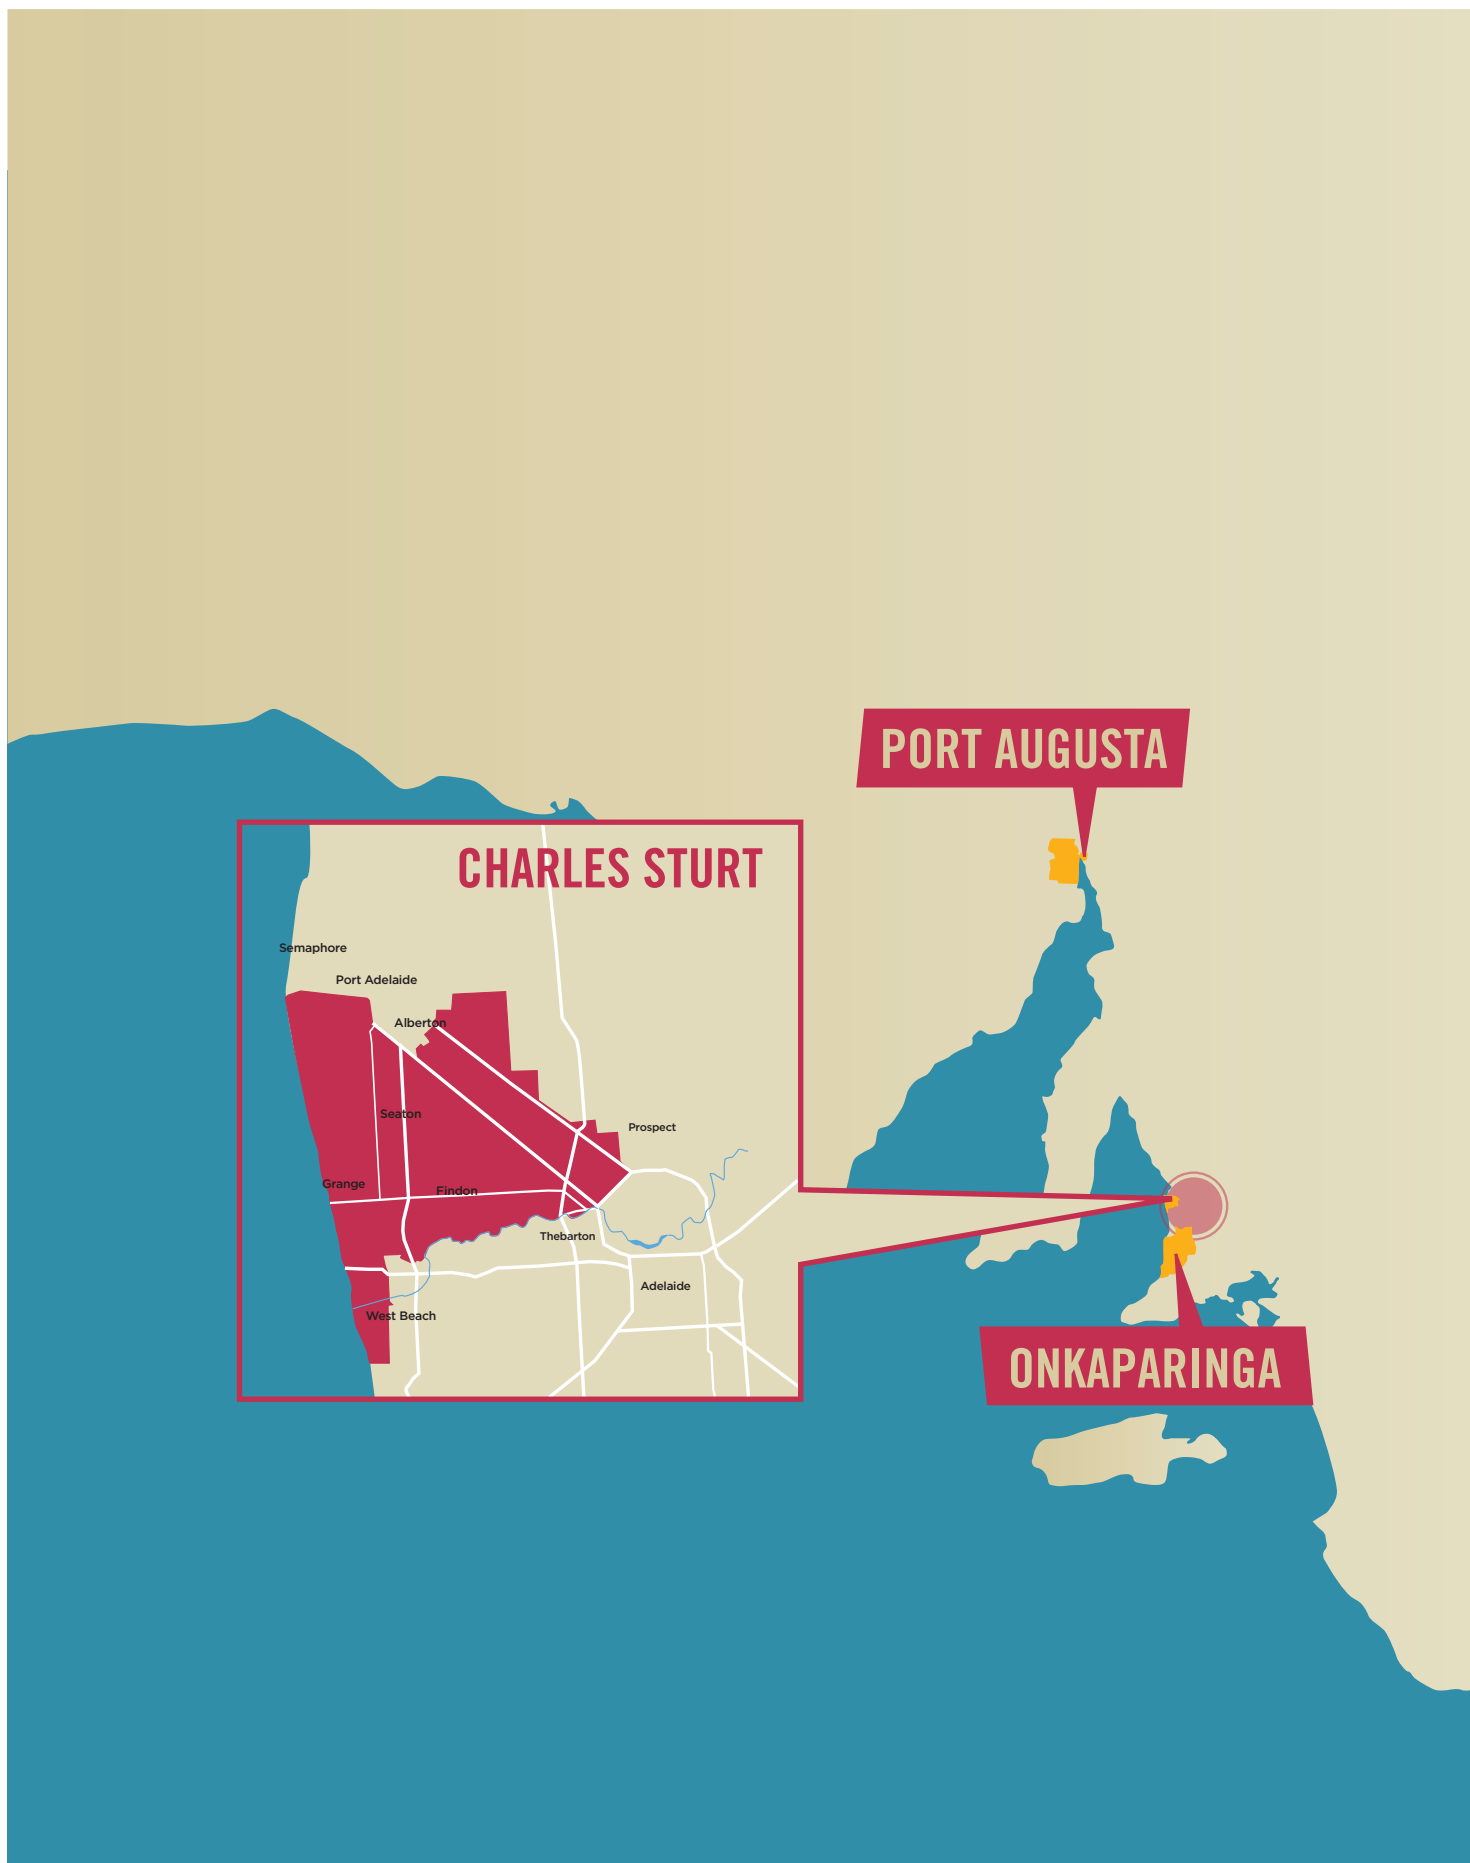 PORT AUGUSTA
CHARLES STURT
Semaphore
Port Adelaide
Alberton
Seaton
Prospect
Grange
Findon
Thebarton
Adelaide
West Beach
ONKAPARINGA